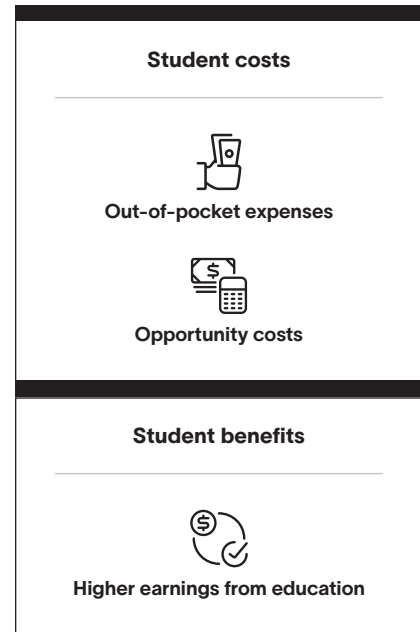 Student costs
Out-of-pocket expenses
$
Opportunity costs
Student benefits
$
Higher earnings from education